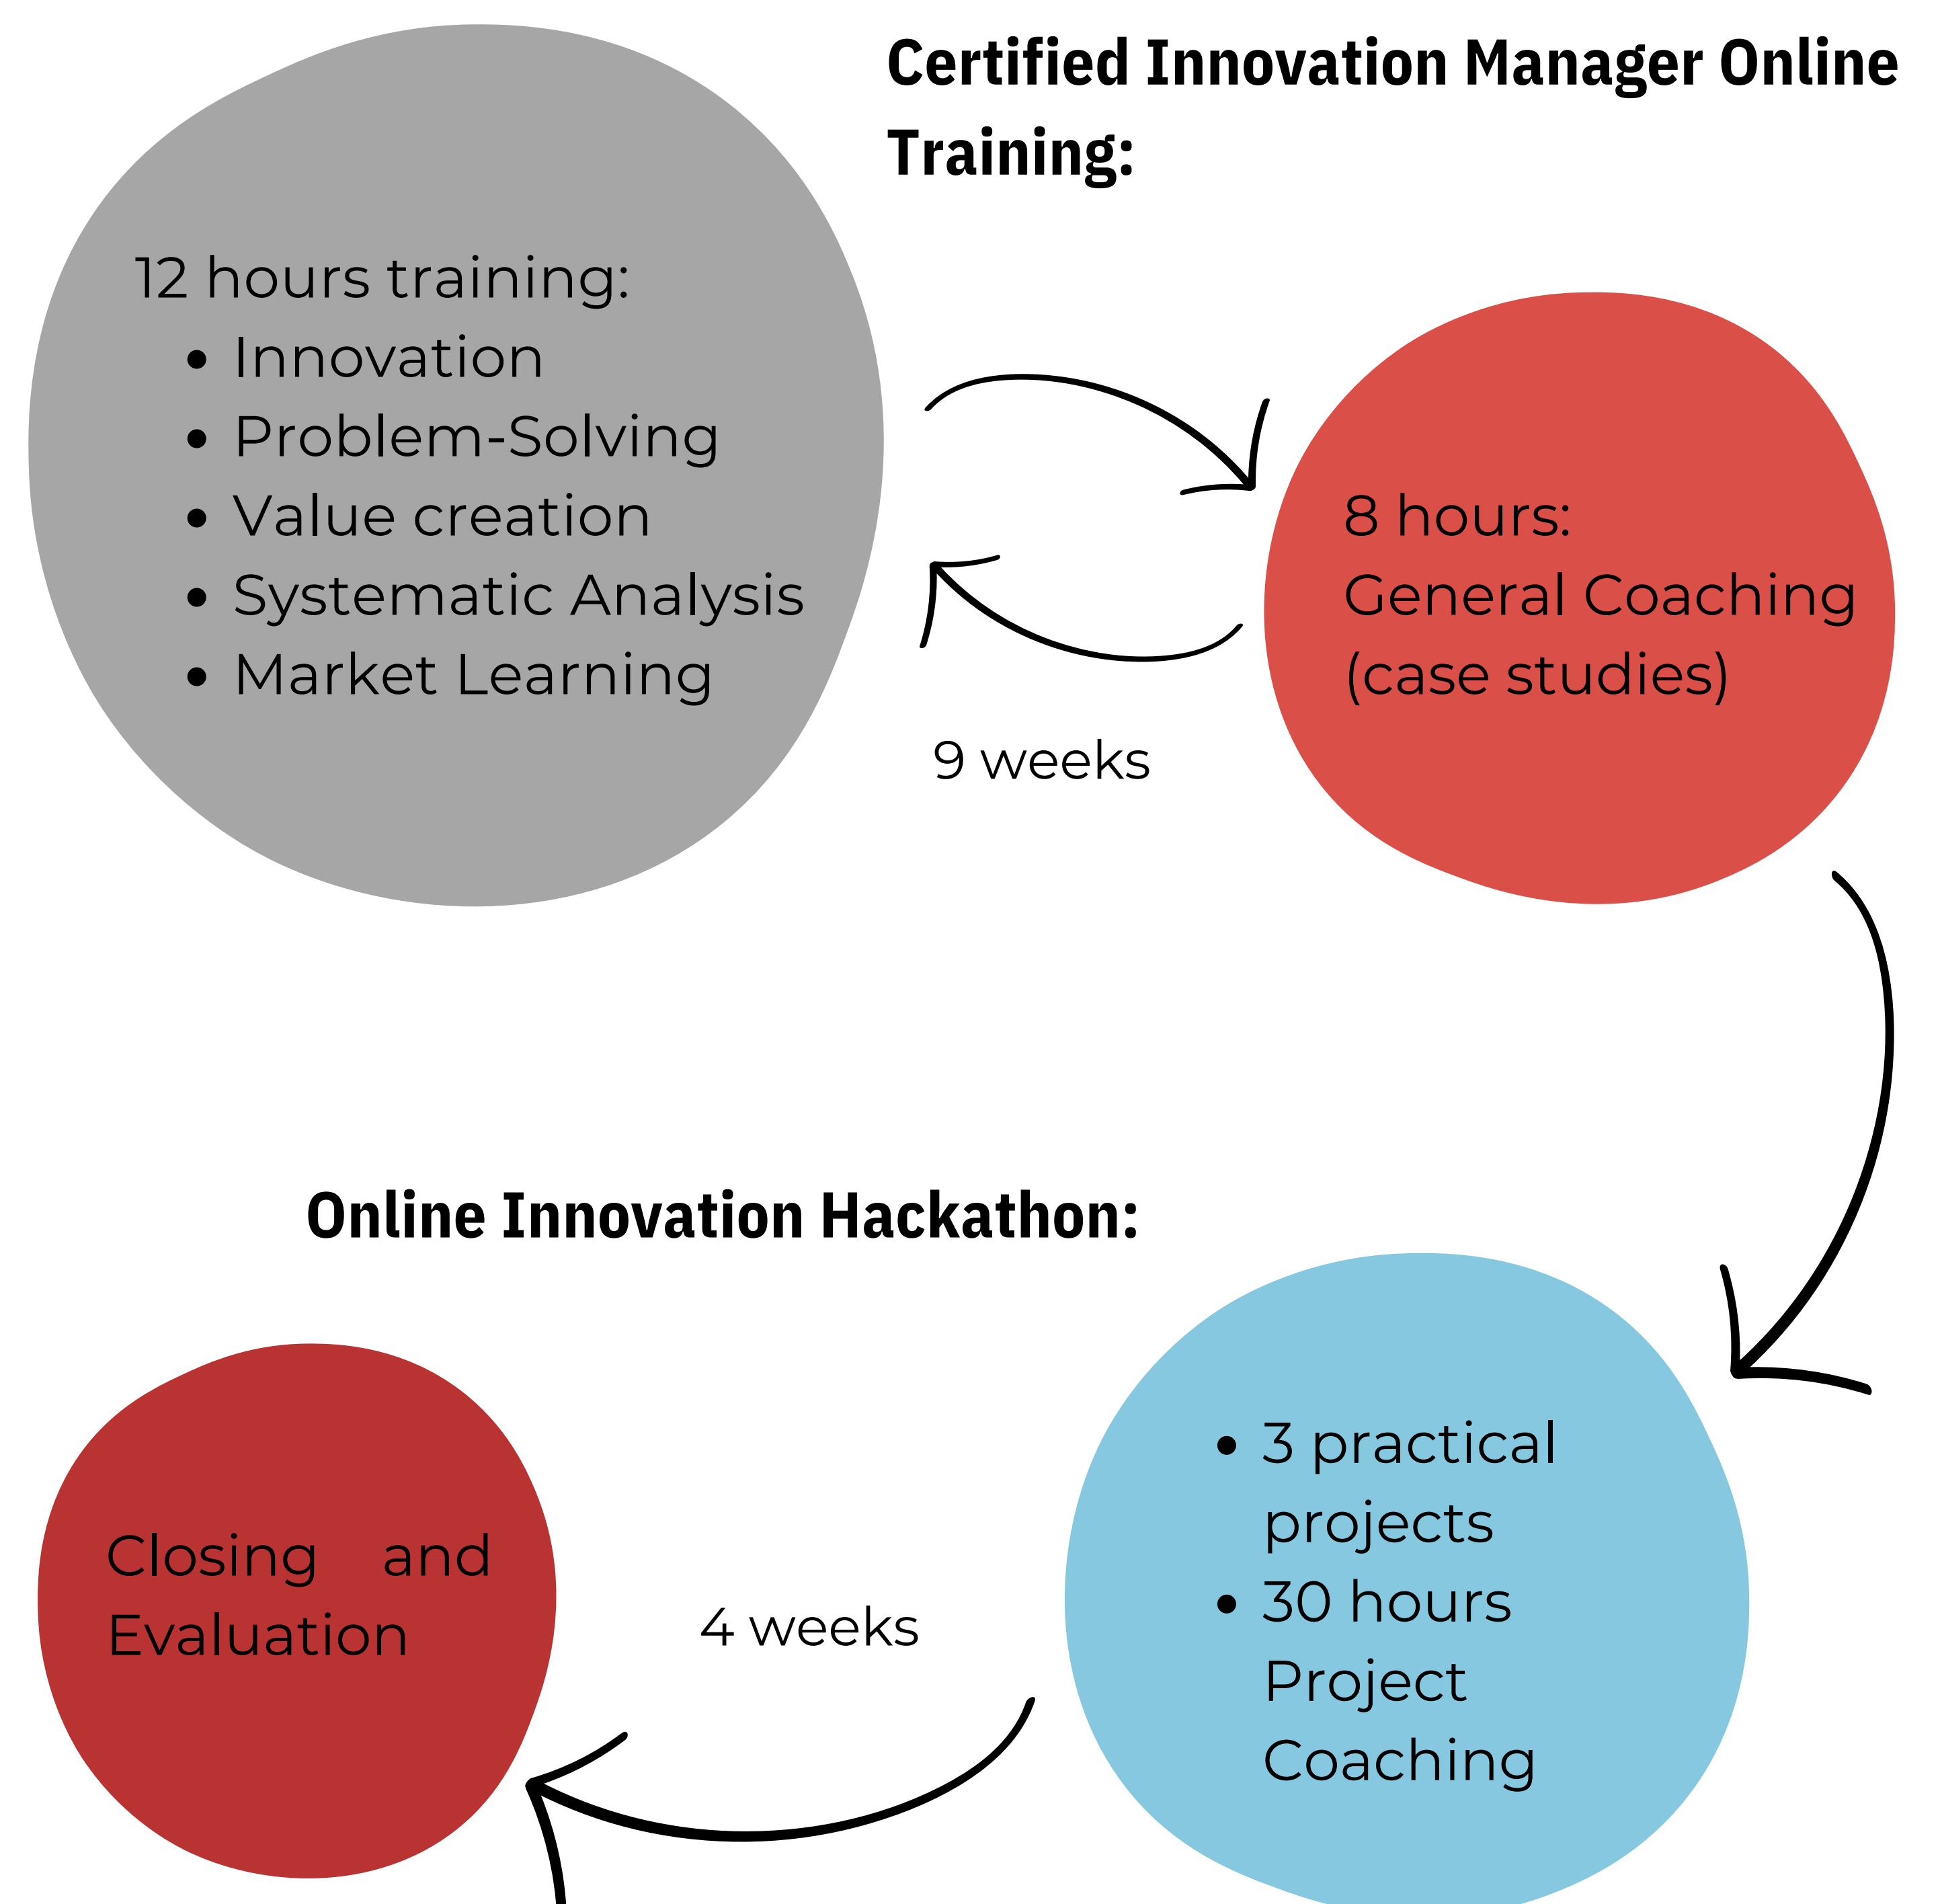 Certified Innovation Manager Online
Training:
12 hours training:
• Innovation
• Problem-Solving
• Value creation
• Systematic Analysis
• Market Learning
8 hours:
General Coaching
(case studies)
9 weeks
Online Innovation Hackathon:
• 3 practical
projects
• 30 hours
Project
Coaching
4 weeks
Closing and
Evaluation